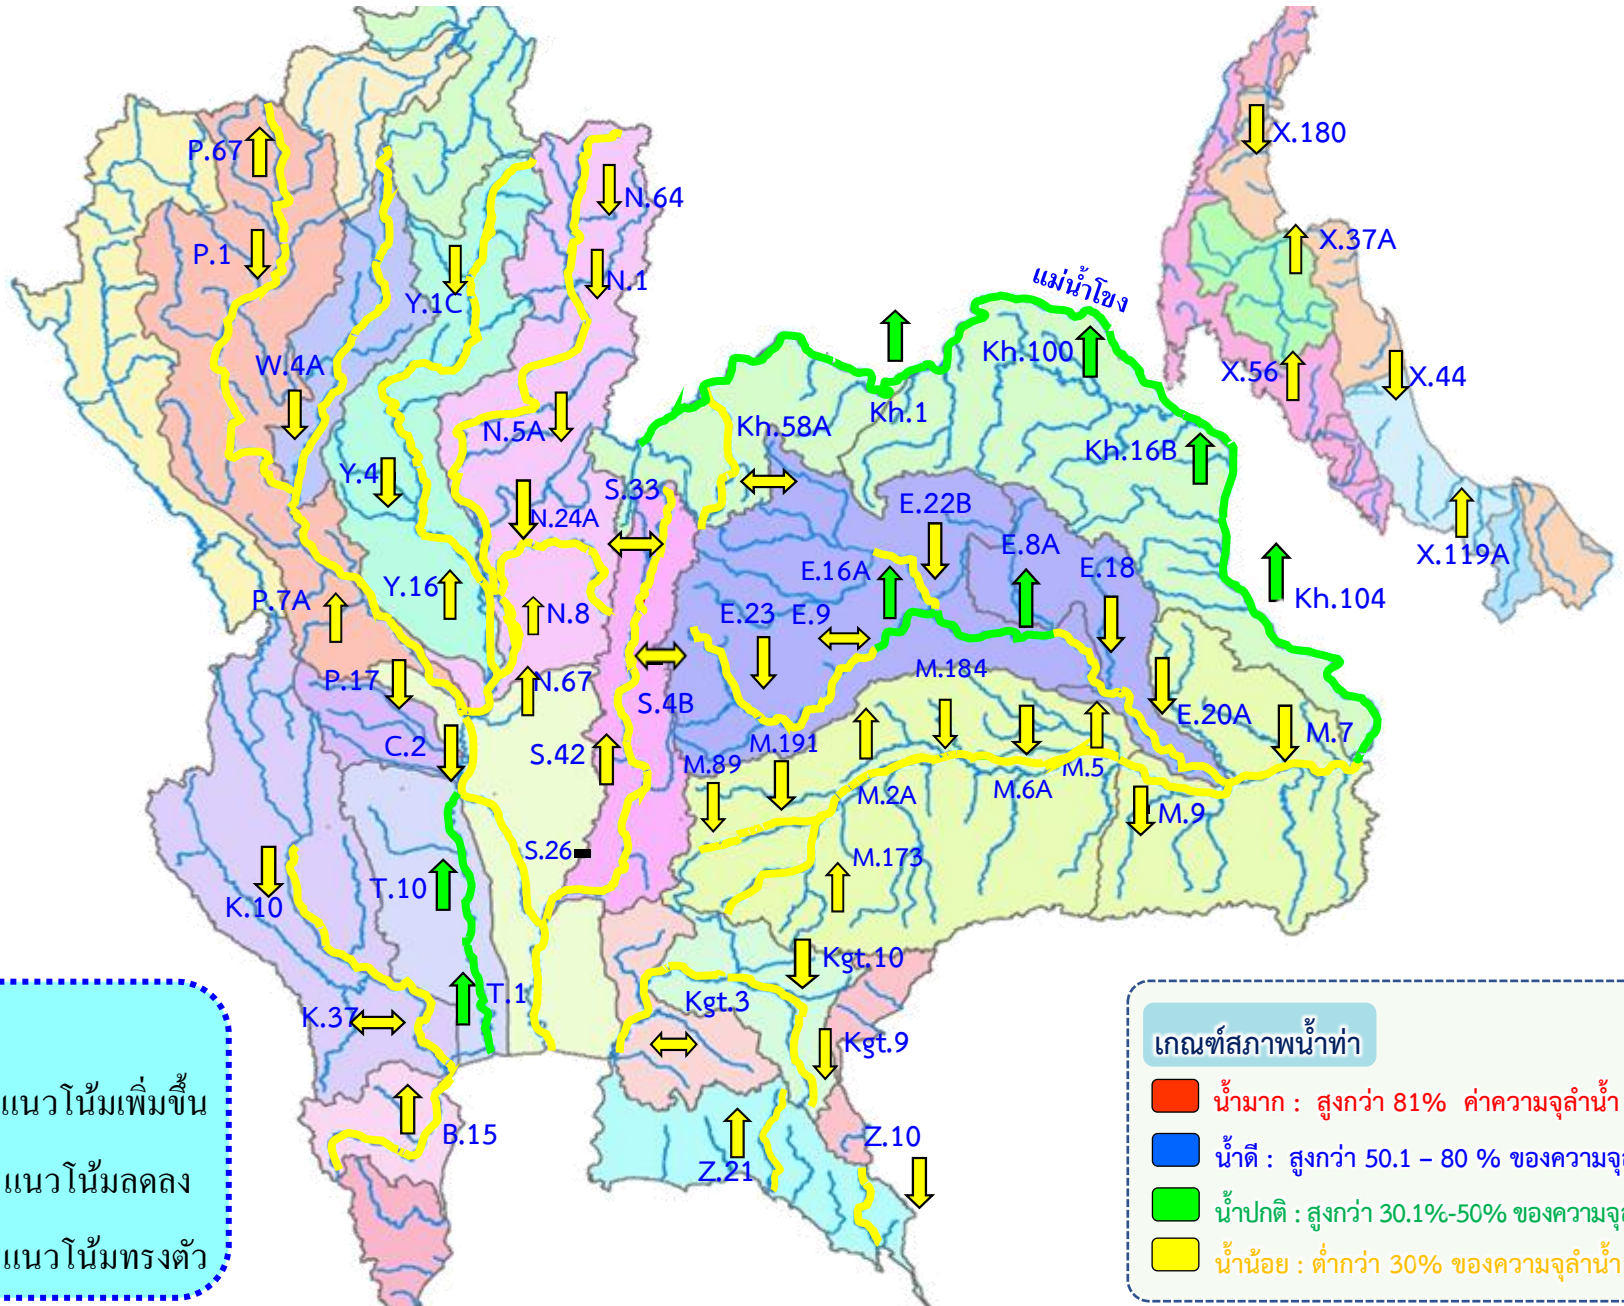 P.67
X.180
N.64
P.1
X.37A
N.1
แม่น้ำโขง
Y.1C
Kh.100
W.4A
X.56
X.44
Kh.1
Kh.58A
N.5A
Kh.16B
Y.4
S.33
E.22B
N.24A
E.8A
X.119A
E.16A
E.18
Y.16
P.7A
Kh.104
N.8
E.23
E.9
M.184
P.17
N.67
S.4B
E.20A
M.7
C.2
S.42
M.191
M.89
M.5
M.2A
M.6A
M.9
S.26
M.173
T.10
K.10
Kgt.10
T.1
Kgt.3
K.37
Kgt.9
B.15
Z.10
Z.21
แนวโน้มเพิ่มขึ้น
แนวโน้มลดลง
แนวโน้มทรงตัว
เกณฑ์สภาพน้ำท่า
น้ำมาก : สูงกว่า 81% ค่าความจุลำน้ำ
น้ำดี : สูงกว่า 50.1 – 80 % ของความจุ
น้ำปกติ : สูงกว่า 30.1%-50% ของความจุ
น้ำน้อย : ต่ำกว่า 30% ของความจุลำน้ำ